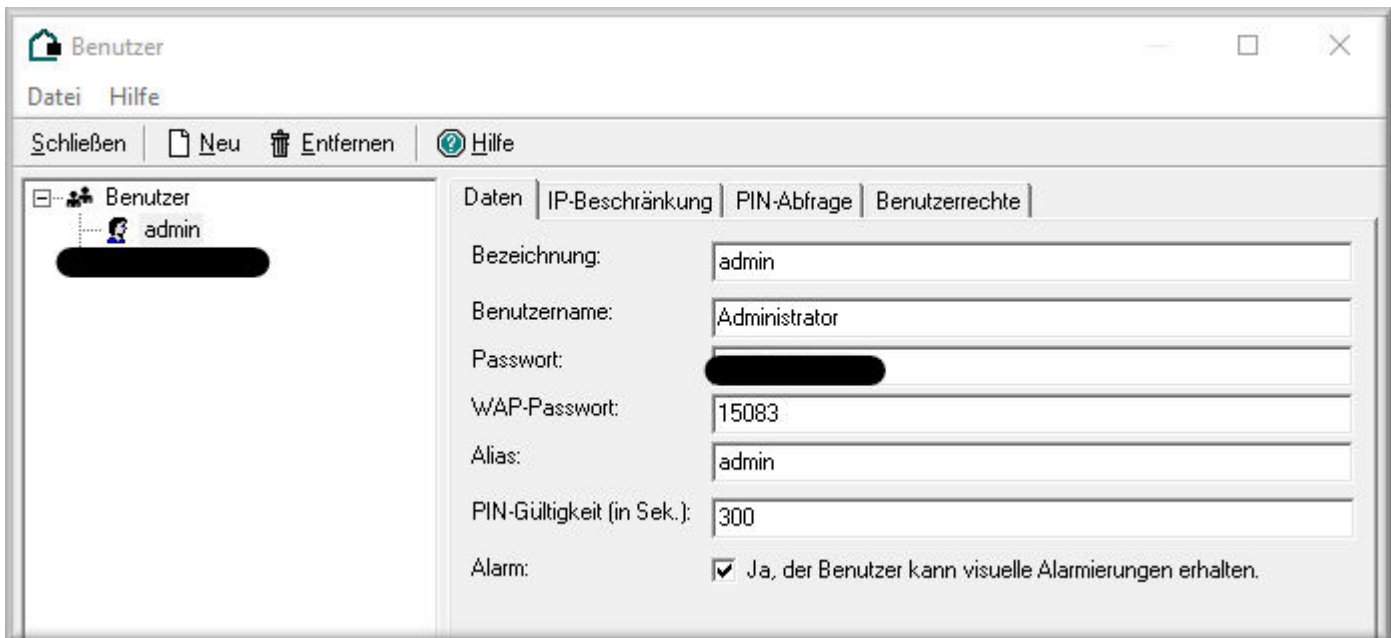 Benutzer
Datei Hilfe
Schließen Neu Entfernen Hilfe
Benutzer
admin
Daten IP-Beschränkung PIN-Abfrage Benutzerrechte
Bezeichnung: admin
Benutzername: Administrator
Passwort:
WAP-Passwort: 15083
Alias: admin
PIN-Gültigkeit (in Sek.): 300
Alarm: Ja, der Benutzer kann visuelle Alarmierungen erhalten.